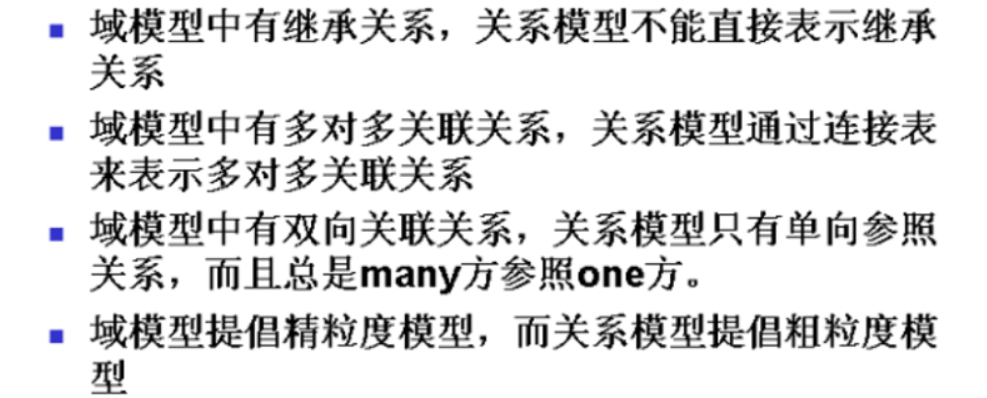 域模型中有继承关系，关系模型不能直接表示继承
关系
域模型中有多对多关联关系，关系模型通过连接表
来表示多对多关联关系
域模型中有双向关联关系，关系模型只有单向参照
关系，而且总是many方参照one方。
域模型提倡精粒度模型，而关系模型提倡粗粒度模
型